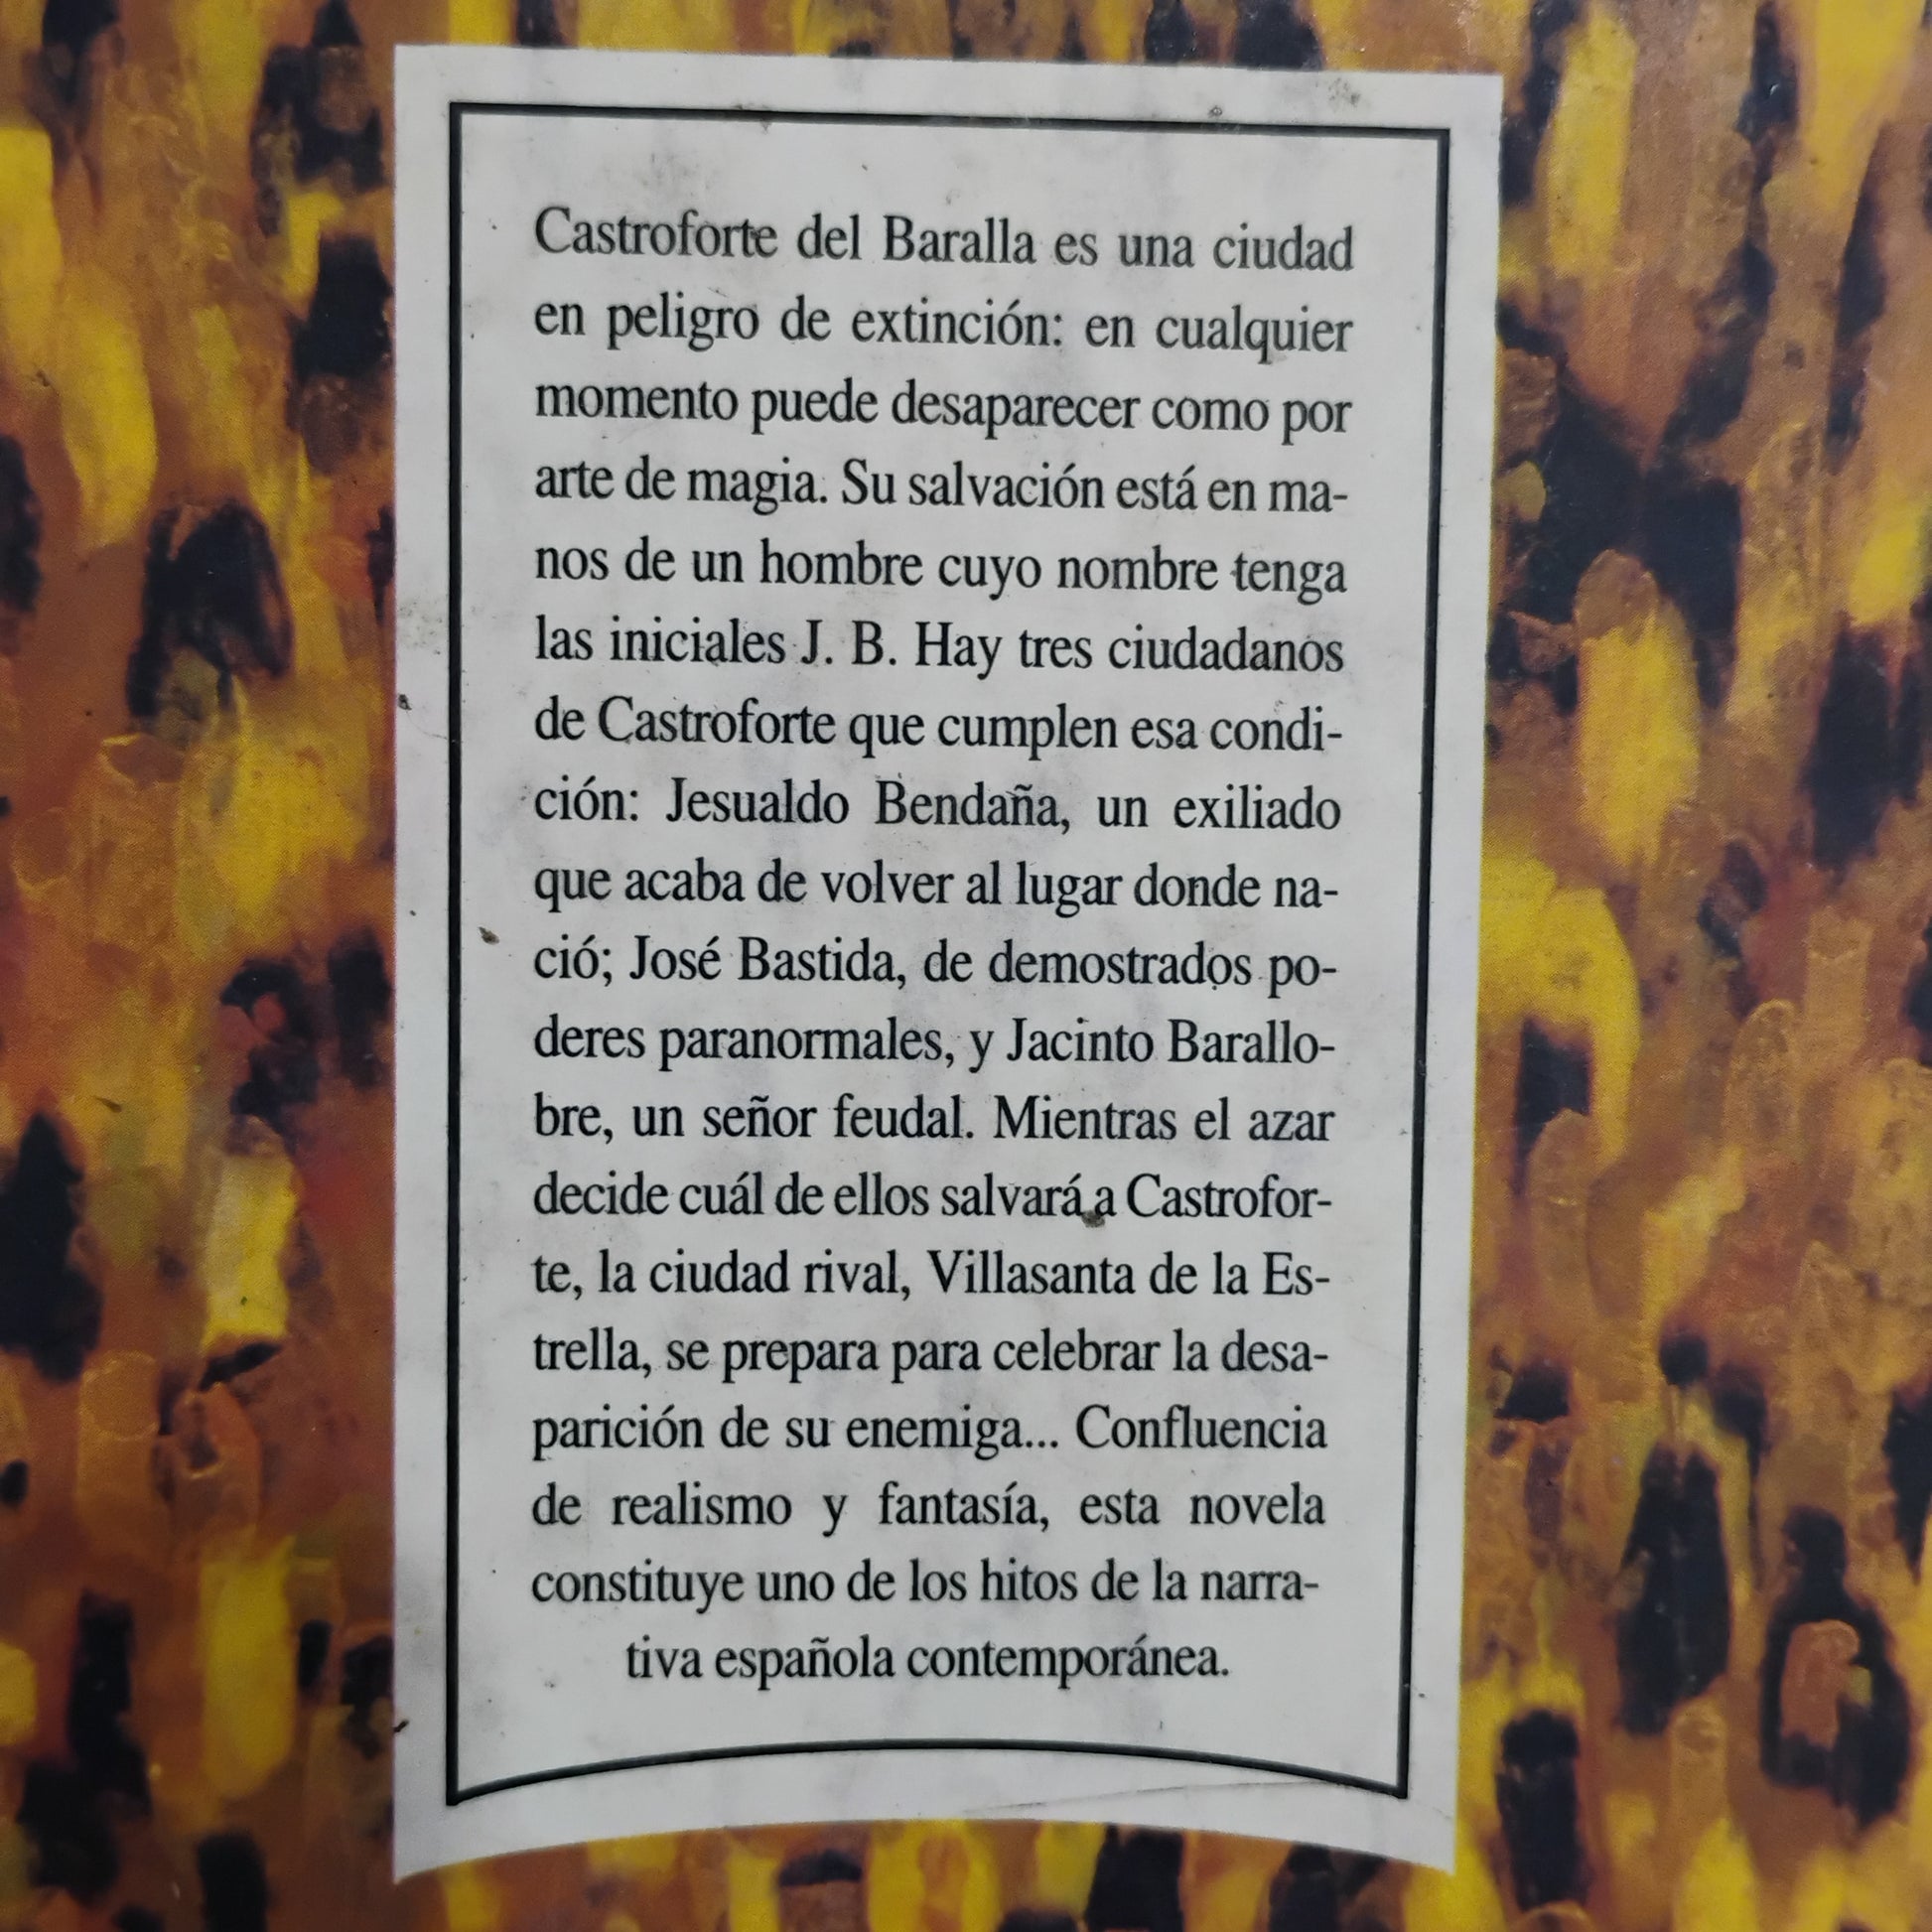 Castroforte del Baralla es una ciudad
en peligro de extinción: en cualquier
momento puede desaparecer como por
arte de magia. Su salvación está en ma-
nos de un hombre cuyo nombre tenga
las iniciales J. B. Hay tres ciudadanos
de Castroforte que cumplen esa condi-
ción: Jesualdo Bendaña, un exiliado
que acaba de volver al lugar donde na-
ció; José Bastida, de demostrados po-
deres paranormales, y Jacinto Barallo-
bre, un señor feudal. Mientras el azar
decide cuál de ellos salvará a Castrofor-
te, la ciudad rival, Villasanta de la Es-
trella, se prepara para celebrar la desa-
parición de su enemiga... Confluencia
de realismo y fantasía, esta novela
constituye uno de los hitos de la narra-
tiva española contemporánea.